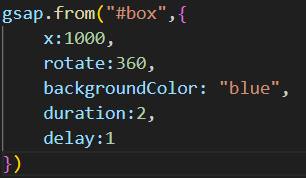 gsap.from("#box",{
    x:1000,
    rotate:360,
    backgroundColor: "blue",
    duration:2,
    delay:1
})